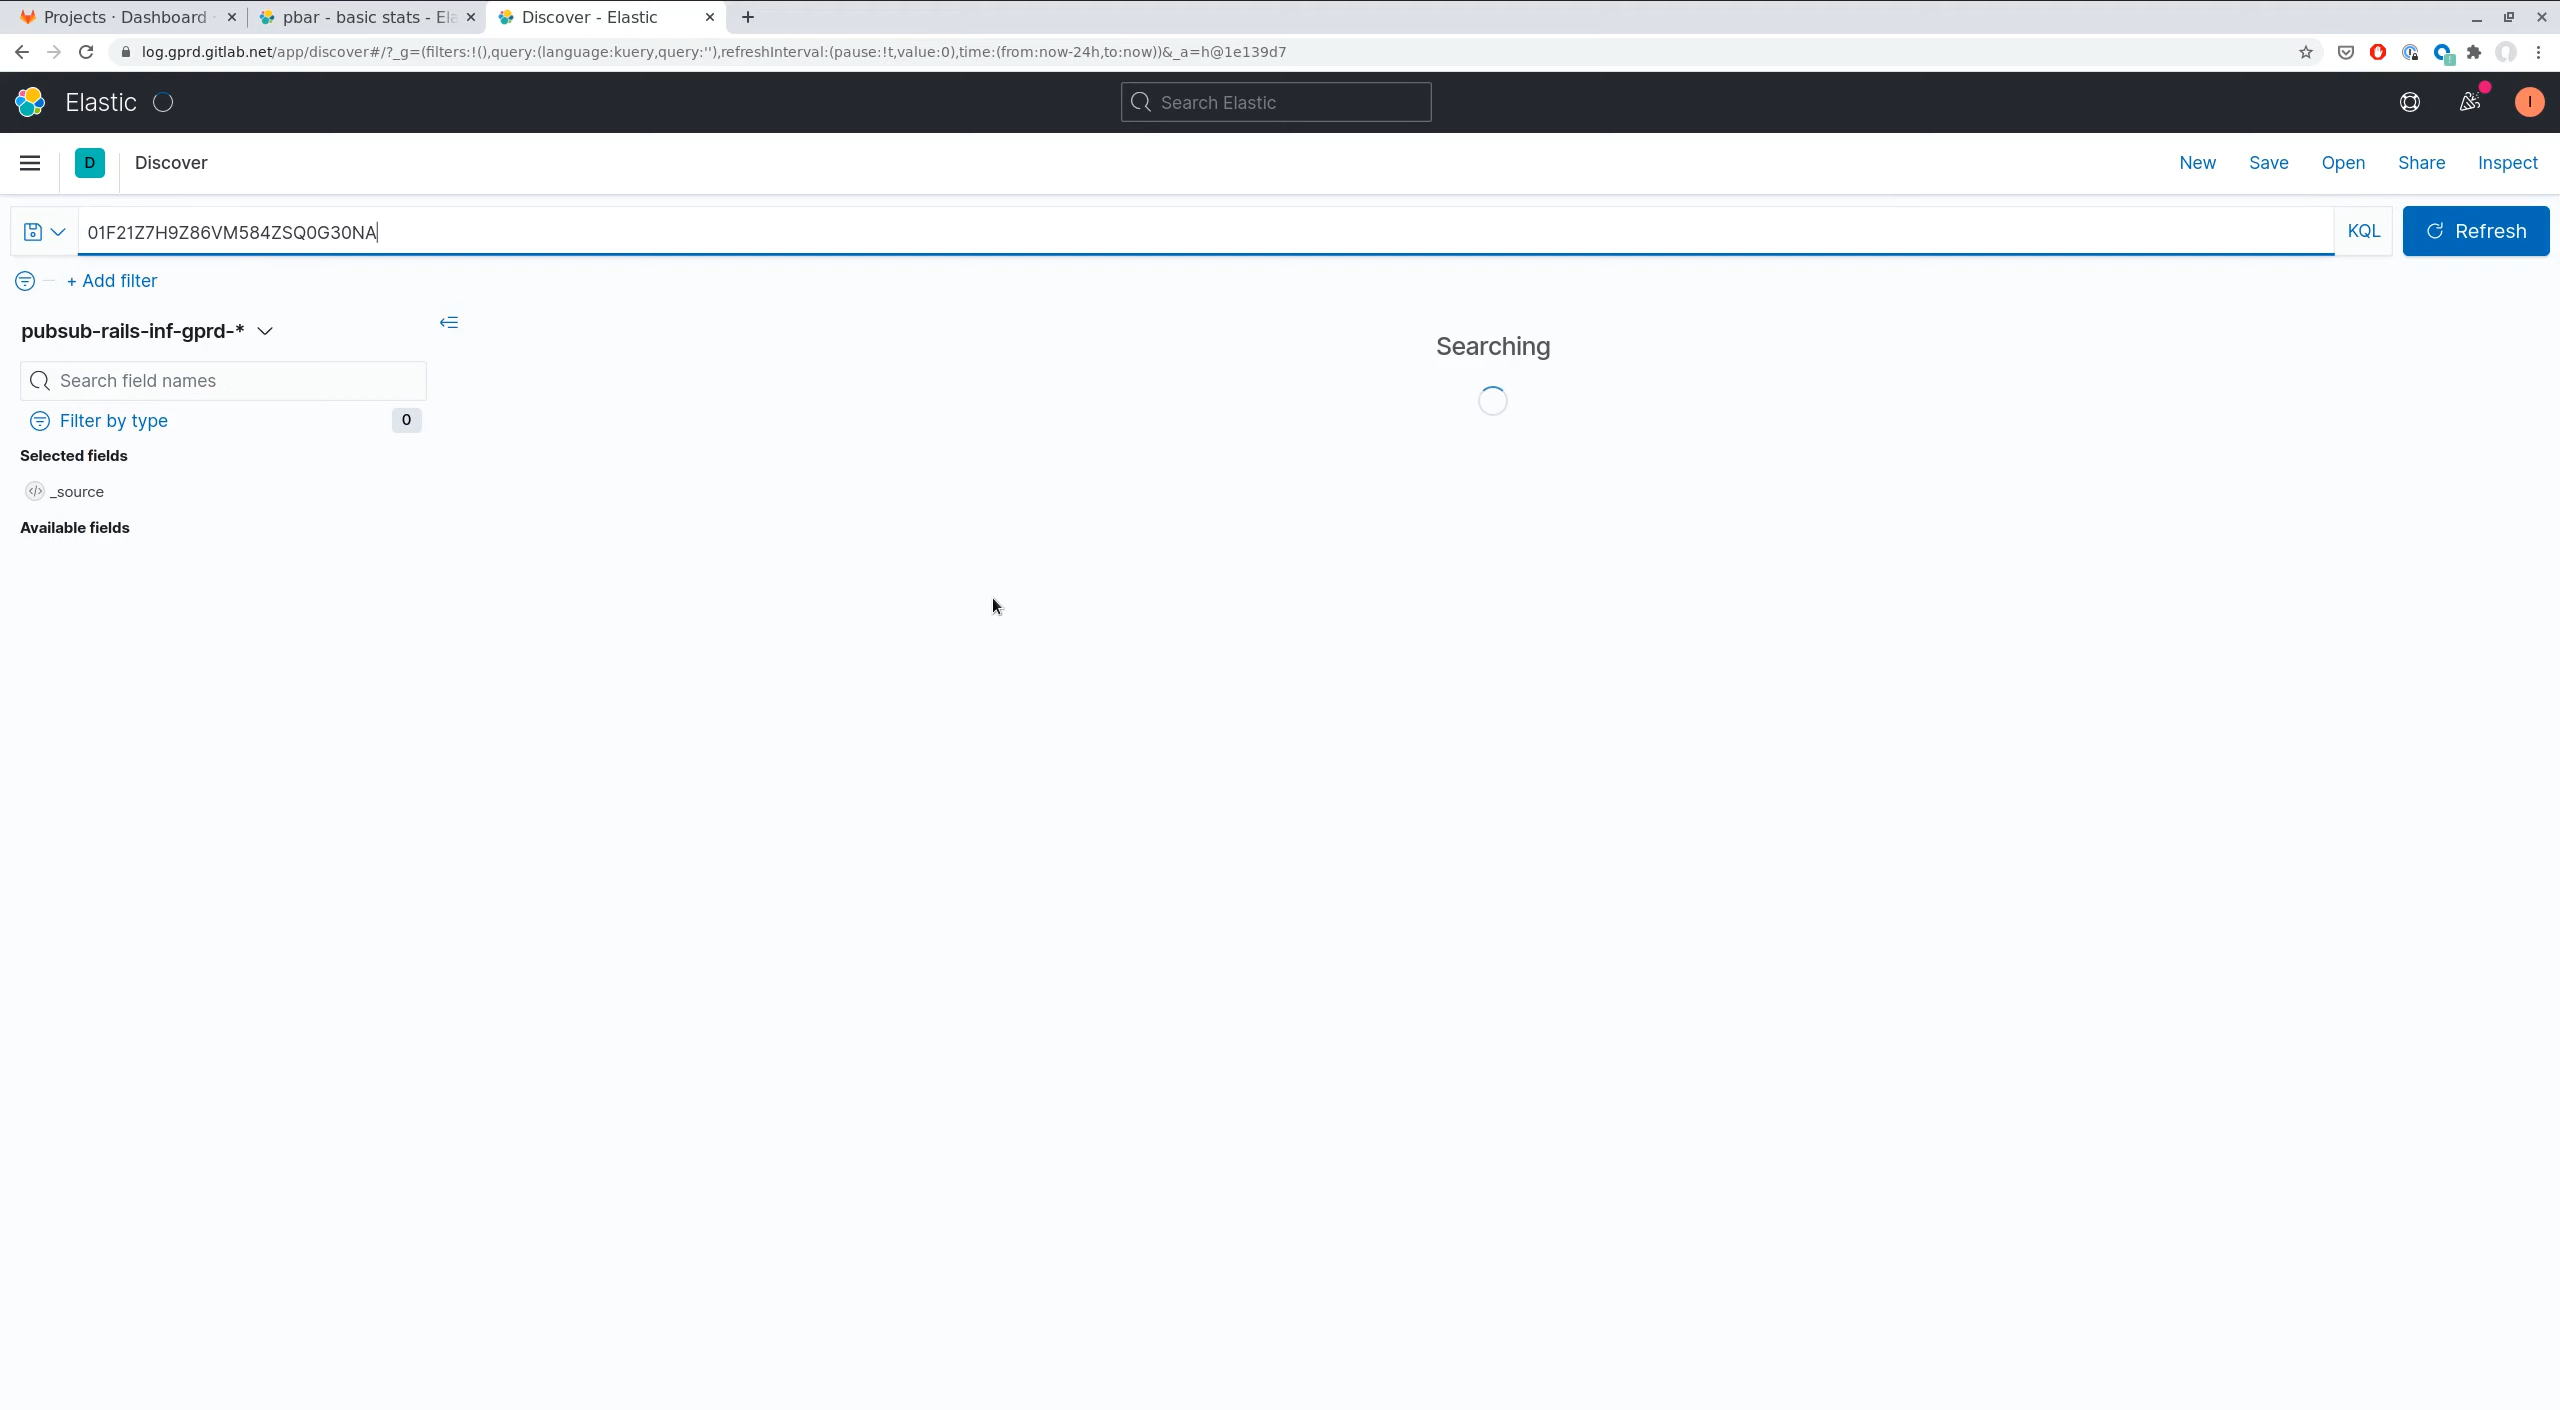 Projects · Dashboard
pbar - basic stats - Ela
Discover - Elastic
log.gprd.gitlab.net/app/discover#/?_g=(filters:!(),query:(language:kuery,query:''),refreshInterval:(pause:!t,value:0),time:(from:now-24h,to:now))&_a=h@1e139d7
Elastic
Search Elastic
I
D
Discover
New
Save
Open
Share
Inspect
01F21Z7H9Z86VM584ZSQ0G30NA
KQL
Refresh
+ Add filter
pubsub-rails-inf-gprd-*
Searching
Search field names
Filter by type
0
Selected fields
_source
Available fields